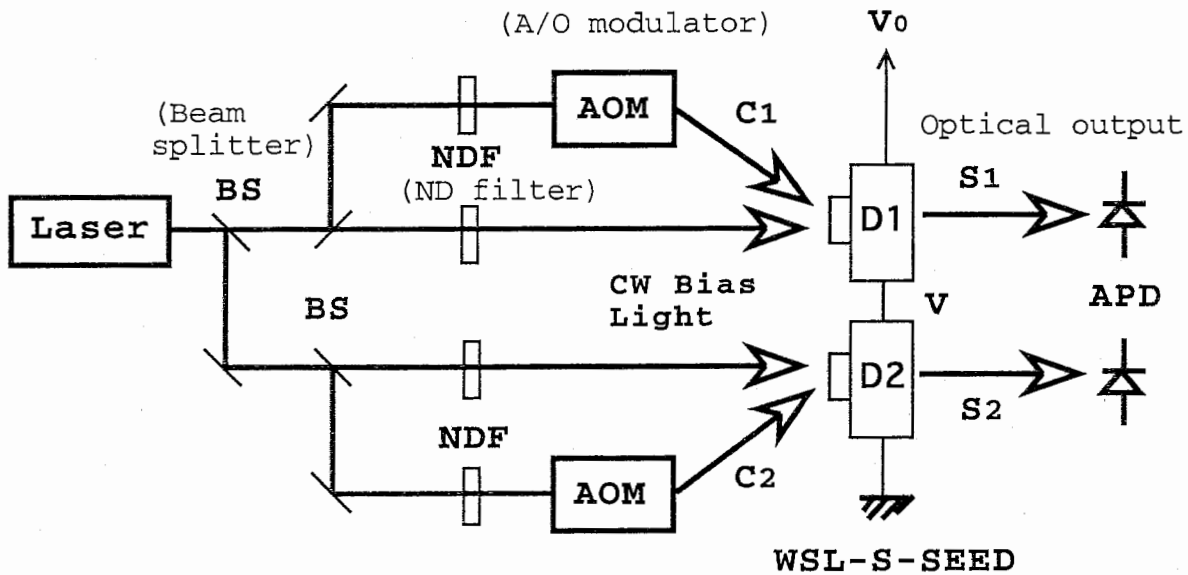 (A/O modulator)
V0
(Beam
splitter)
AOM
C1
Optical output
NDF
BS
(ND filter)
S1
Laser
D1
CW Bias
Light
V
APD
BS
D2
S2
NDF
AOM
C2
WSL-S-SEED